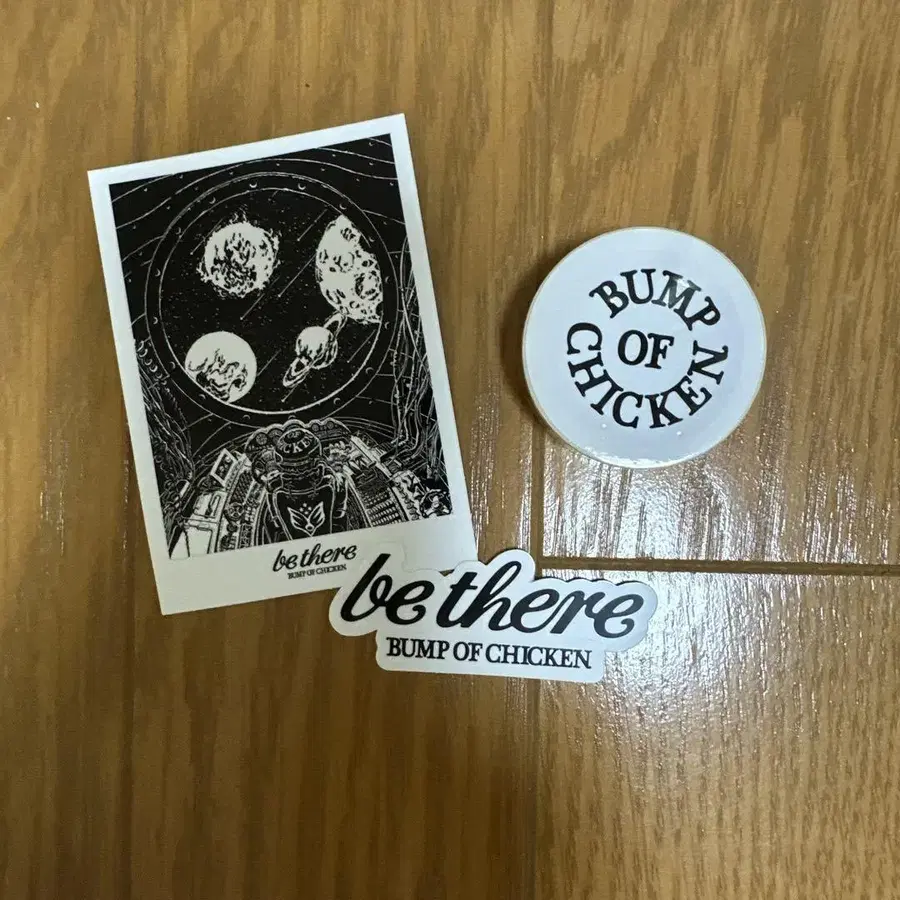 be there
BUMP OF CHICKEN
BUMP
OF
CHICKEN
be there
BUMP OF CHICKEN